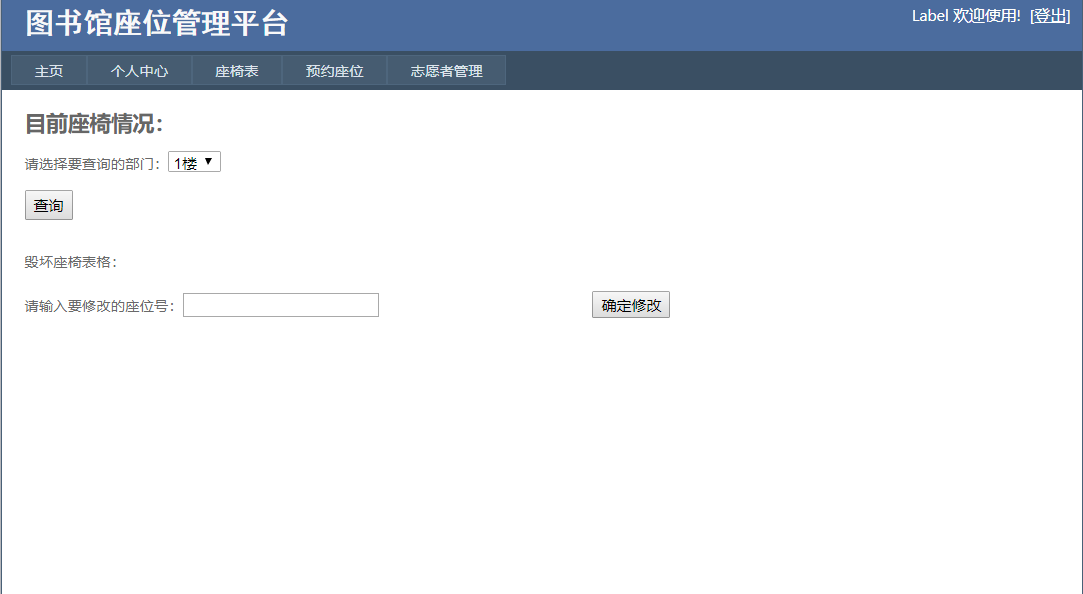 图书馆座位管理平台
Label 欢迎使用! [登出]
主页 个人中心 座椅表 预约座位 志愿者管理
目前座椅情况：
请选择要查询的部门： 1楼
查询
毁坏座椅表格：
请输入要修改的座位号： 确定修改